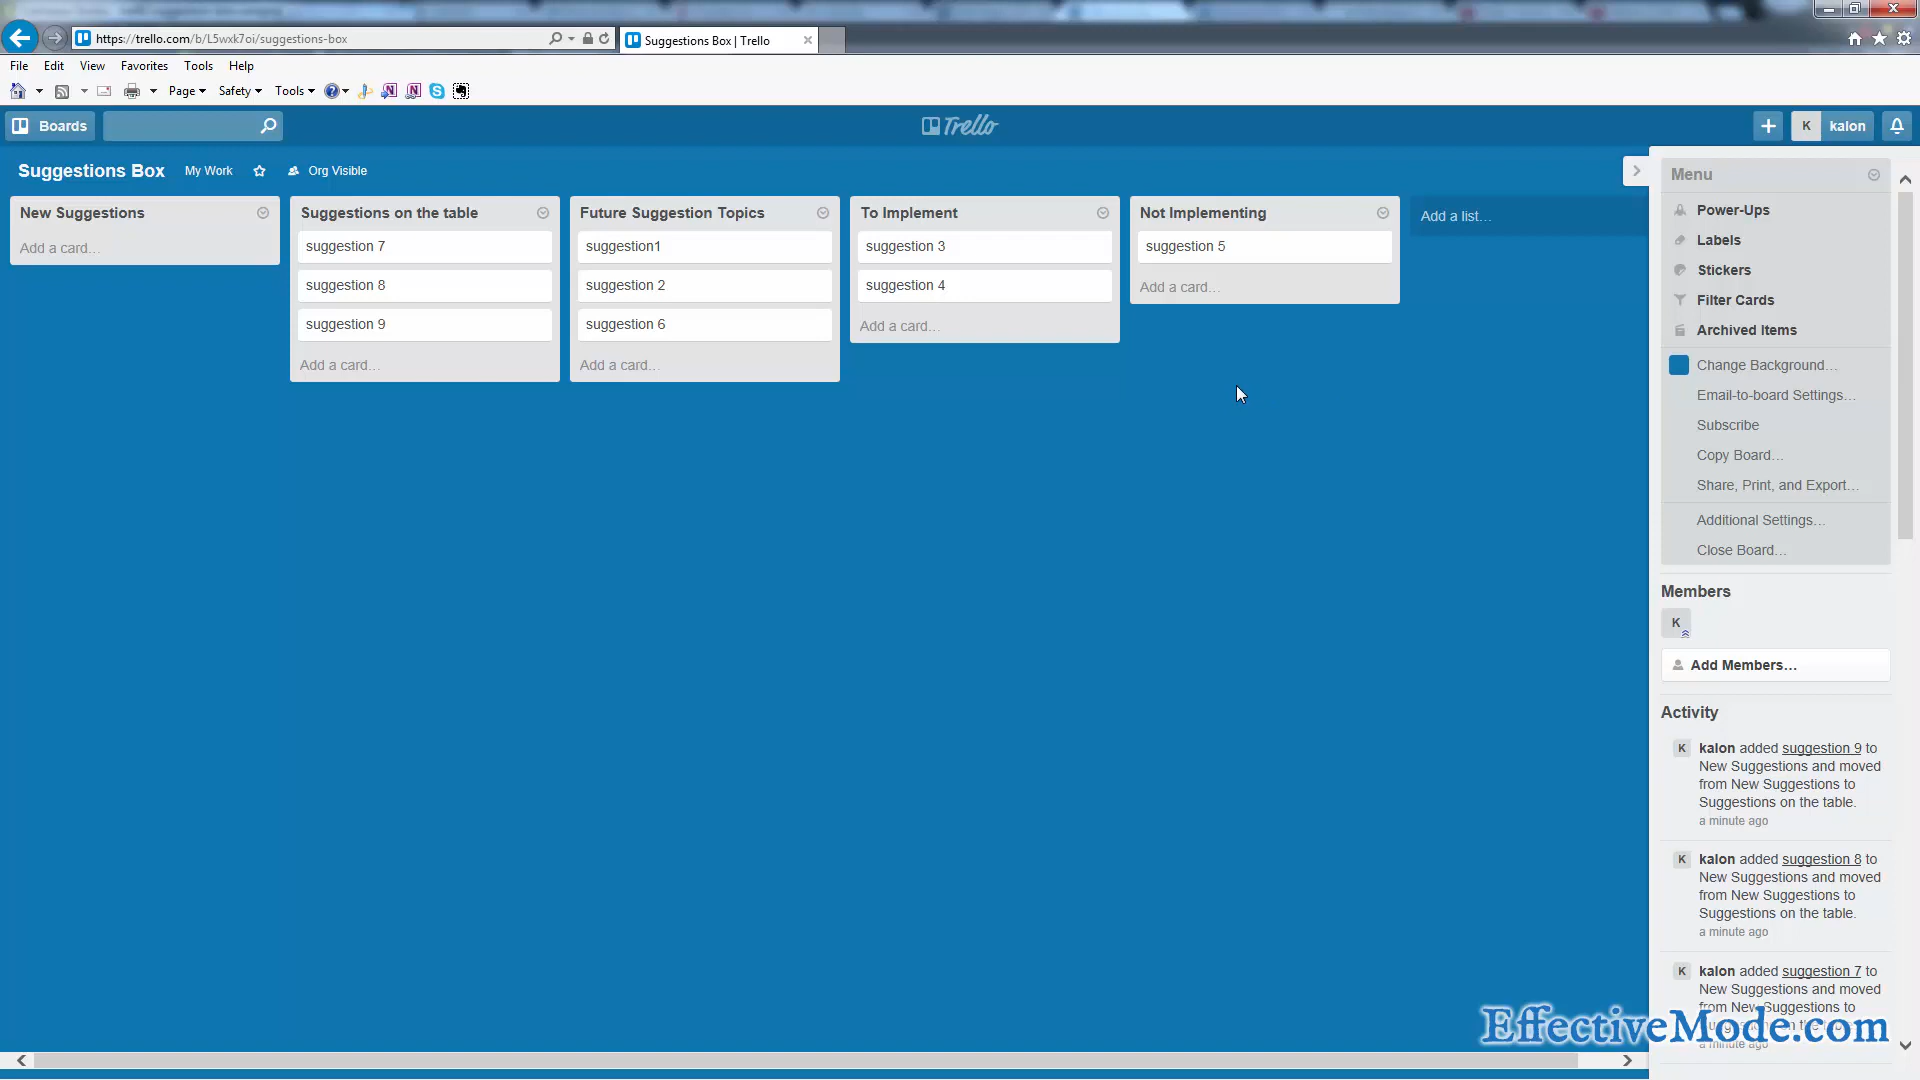 https://trello.com/b/L5wxk7oi/suggestions-box
Suggestions Box | Trello
File Edit View Favorites Tools Help
Page Safety Tools
Boards
Trello
K kalon
Suggestions Box My Work Org Visible
New Suggestions
Add a card…
Suggestions on the table
suggestion 7
suggestion 8
suggestion 9
Add a card…
Future Suggestion Topics
suggestion1
suggestion 2
suggestion 6
Add a card…
To Implement
suggestion 3
suggestion 4
Add a card…
Not Implementing
suggestion 5
Add a card…
Add a list…
Menu
Power-Ups
Labels
Stickers
Filter Cards
Archived Items
Change Background…
Email-to-board Settings…
Subscribe
Copy Board…
Share, Print, and Export…
Additional Settings…
Close Board…
Members
K
Add Members…
Activity
K kalon added suggestion 9 to
New Suggestions and moved
from New Suggestions to
Suggestions on the table.
a minute ago
K kalon added suggestion 8 to
New Suggestions and moved
from New Suggestions to
Suggestions on the table.
a minute ago
K kalon added suggestion 7 to
New Suggestions and moved
from New Suggestions to
a minute ago
EffectiveMode.com